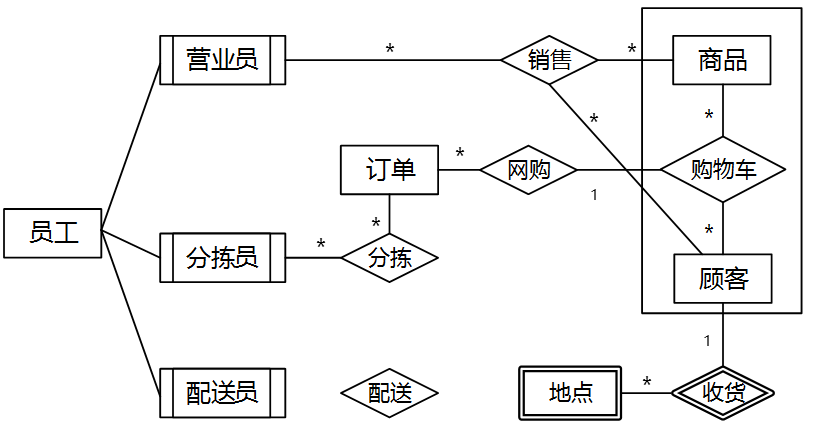 营业员
*
销售
*
商品
*
*
订单
*
网购
1
购物车
*
*
员工
分拣员
*
分拣
顾客
1
配送员
配送
地点
*
收货